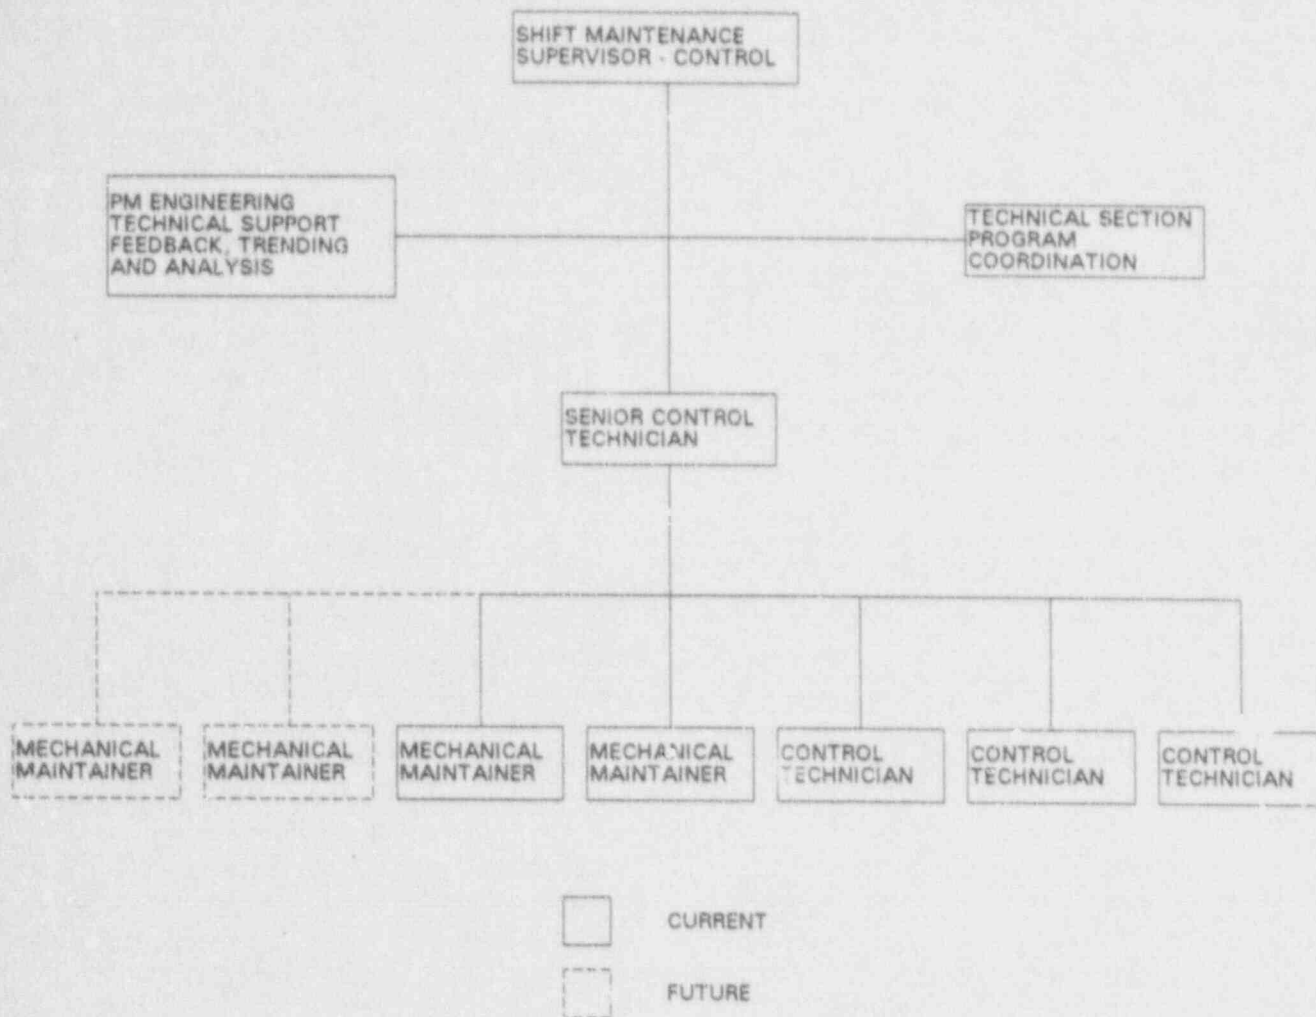 SHIFT MAINTENANCE
SUPERVISOR - CONTROL
PM ENGINEERING
TECHNICAL SUPPORT
FEEDBACK, TRENDING
AND ANALYSIS
TECHNICAL SECTION
PROGRAM
COORDINATION
SENIOR CONTROL
TECHNICIAN
MECHANICAL
MAINTAINER
MECHANICAL
MAINTAINER
MECHANICAL
MAINTAINER
MECHANICAL
MAINTAINER
CONTROL
TECHNICIAN
CONTROL
TECHNICIAN
CONTROL
TECHNICIAN
CURRENT
FUTURE